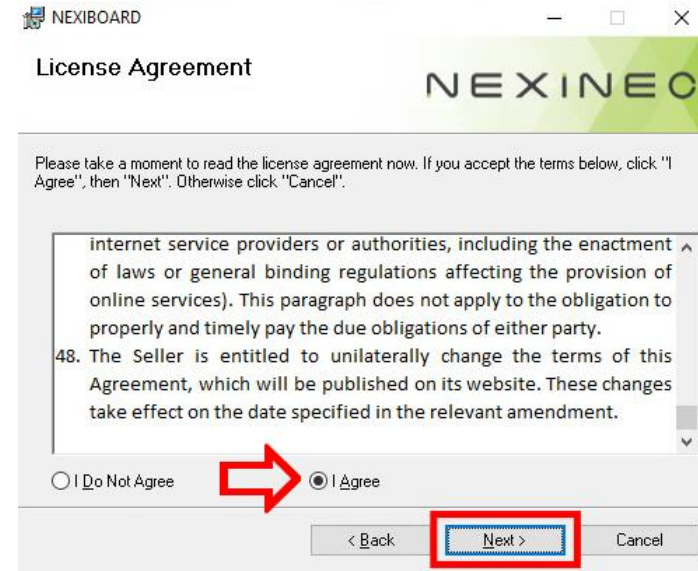 NEXIBOARD
License Agreement
NEXINEO
Please take a moment to read the license agreement now. If you accept the terms below, click "I
Agree", then "Next". Otherwise click "Cancel".
internet service providers or authorities, including the enactment
of laws or general binding regulations affecting the provision of
online services). This paragraph does not apply to the obligation to
properly and timely pay the due obligations of either party.
48. The Seller is entitled to unilaterally change the terms of this
Agreement, which will be published on its website. These changes
take effect on the date specified in the relevant amendment.
I Do Not Agree
I Agree
< Back
Next >
Cancel